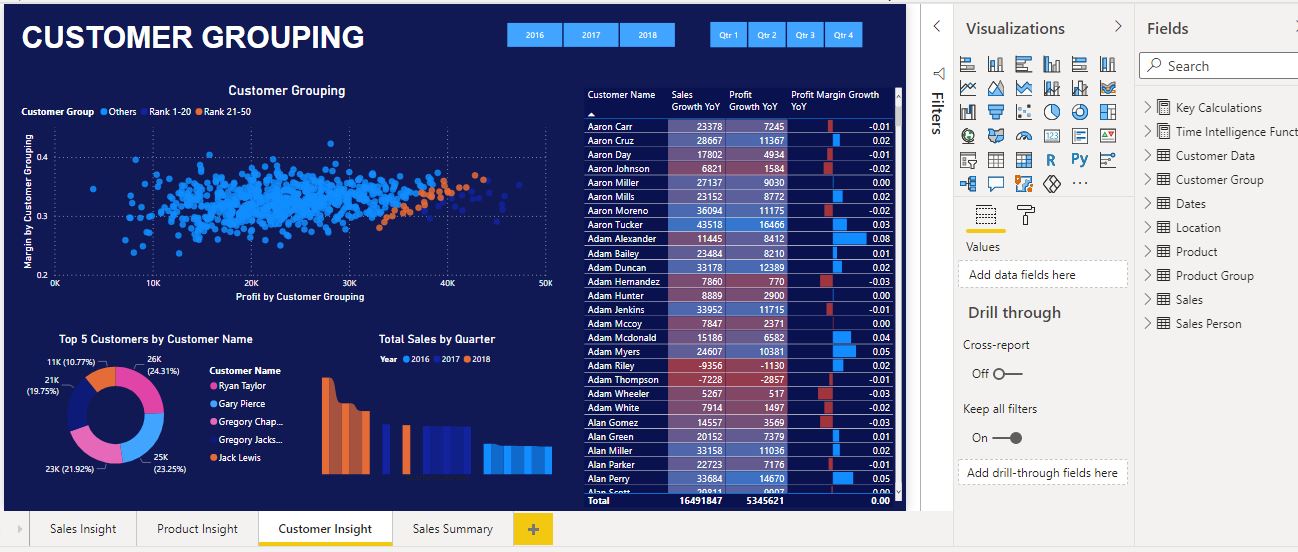 CUSTOMER GROUPING
2016 2017 2018 Qtr 1 Qtr 2 Qtr 3 Qtr 4
Customer Grouping
Customer Group Others Rank 1-20 Rank 21-50
Margin by Customer Grouping
0.4
0.3
0.2
0K 10K 20K 30K 40K 50K
Profit by Customer Grouping
Top 5 Customers by Customer Name
11K (10.77%)
26K
(24.31%)
21K
(19.75%)
25K
(23.25%)
23K (21.92%)
Customer Name
Ryan Taylor
Gary Pierce
Gregory Chap...
Gregory Jacks...
Jack Lewis
Total Sales by Quarter
Year 2016 2017 2018
Customer Name Sales Growth YoY Profit Growth YoY Profit Margin Growth YoY
Aaron Carr 23378 7245 -0.01
Aaron Cruz 28667 11367 0.02
Aaron Day 17802 4934 -0.01
Aaron Johnson 6821 1584 -0.02
Aaron Miller 27137 9030 0.00
Aaron Mills 23152 8772 0.02
Aaron Moreno 36094 11175 -0.02
Aaron Tucker 43518 16466 0.03
Adam Alexander 11445 8412 0.08
Adam Bailey 23484 8210 0.01
Adam Duncan 33178 12389 0.02
Adam Hernandez 7860 770 -0.03
Adam Hunter 8889 2900 0.00
Adam Jenkins 33952 11715 -0.01
Adam Mccoy 7847 2371 0.00
Adam Mcdonald 15186 6582 0.04
Adam Myers 24607 10381 0.05
Adam Riley -9356 -1130 0.02
Adam Thompson -7228 -2857 -0.01
Adam Wheeler 5267 517 -0.03
Adam White 7914 1497 -0.02
Alan Gomez 14557 3569 -0.03
Alan Green 20152 7379 0.01
Alan Miller 33158 11036 0.02
Alan Parker 22723 7176 -0.01
Alan Perry 33684 14670 0.05
Alan Scott 29811 9907 0.00
Total 16491847 5345621 0.00
Filters
Visualizations
R Py
Values
Add data fields here
Drill through
Cross-report
Off
Keep all filters
On
Add drill-through fields here
Fields
Search
Key Calculations
Time Intelligence Funct
Customer Data
Customer Group
Dates
Location
Product
Product Group
Sales
Sales Person
Sales Insight Product Insight Customer Insight Sales Summary